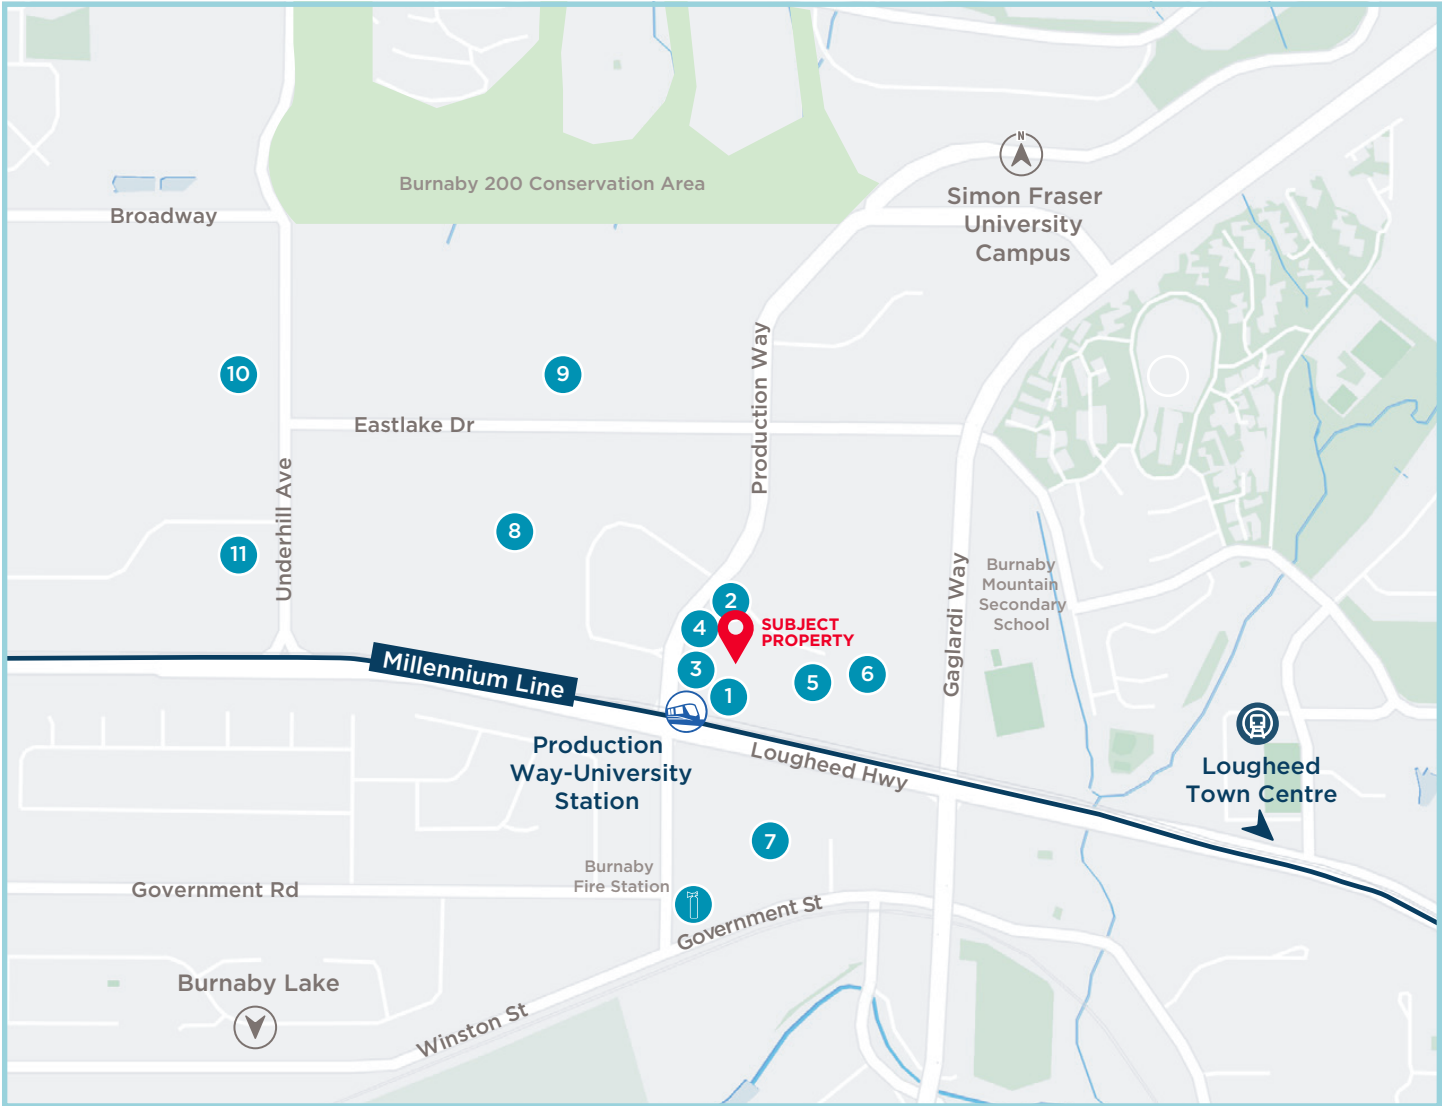 Burnaby 200 Conservation Area
N
Simon Fraser
University
Campus
Broadway
Production Way
10
9
Eastlake Dr
Underhill Ave
8
11
Gaglardi Way
Burnaby
Mountain
Secondary
School
2
4
SUBJECT
PROPERTY
3
1
5
6
Millennium Line
Production
Way-University
Station
Lougheed Hwy
Lougheed
Town Centre
7
Burnaby
Fire Station
Government Rd
Government St
Burnaby Lake
Winston St